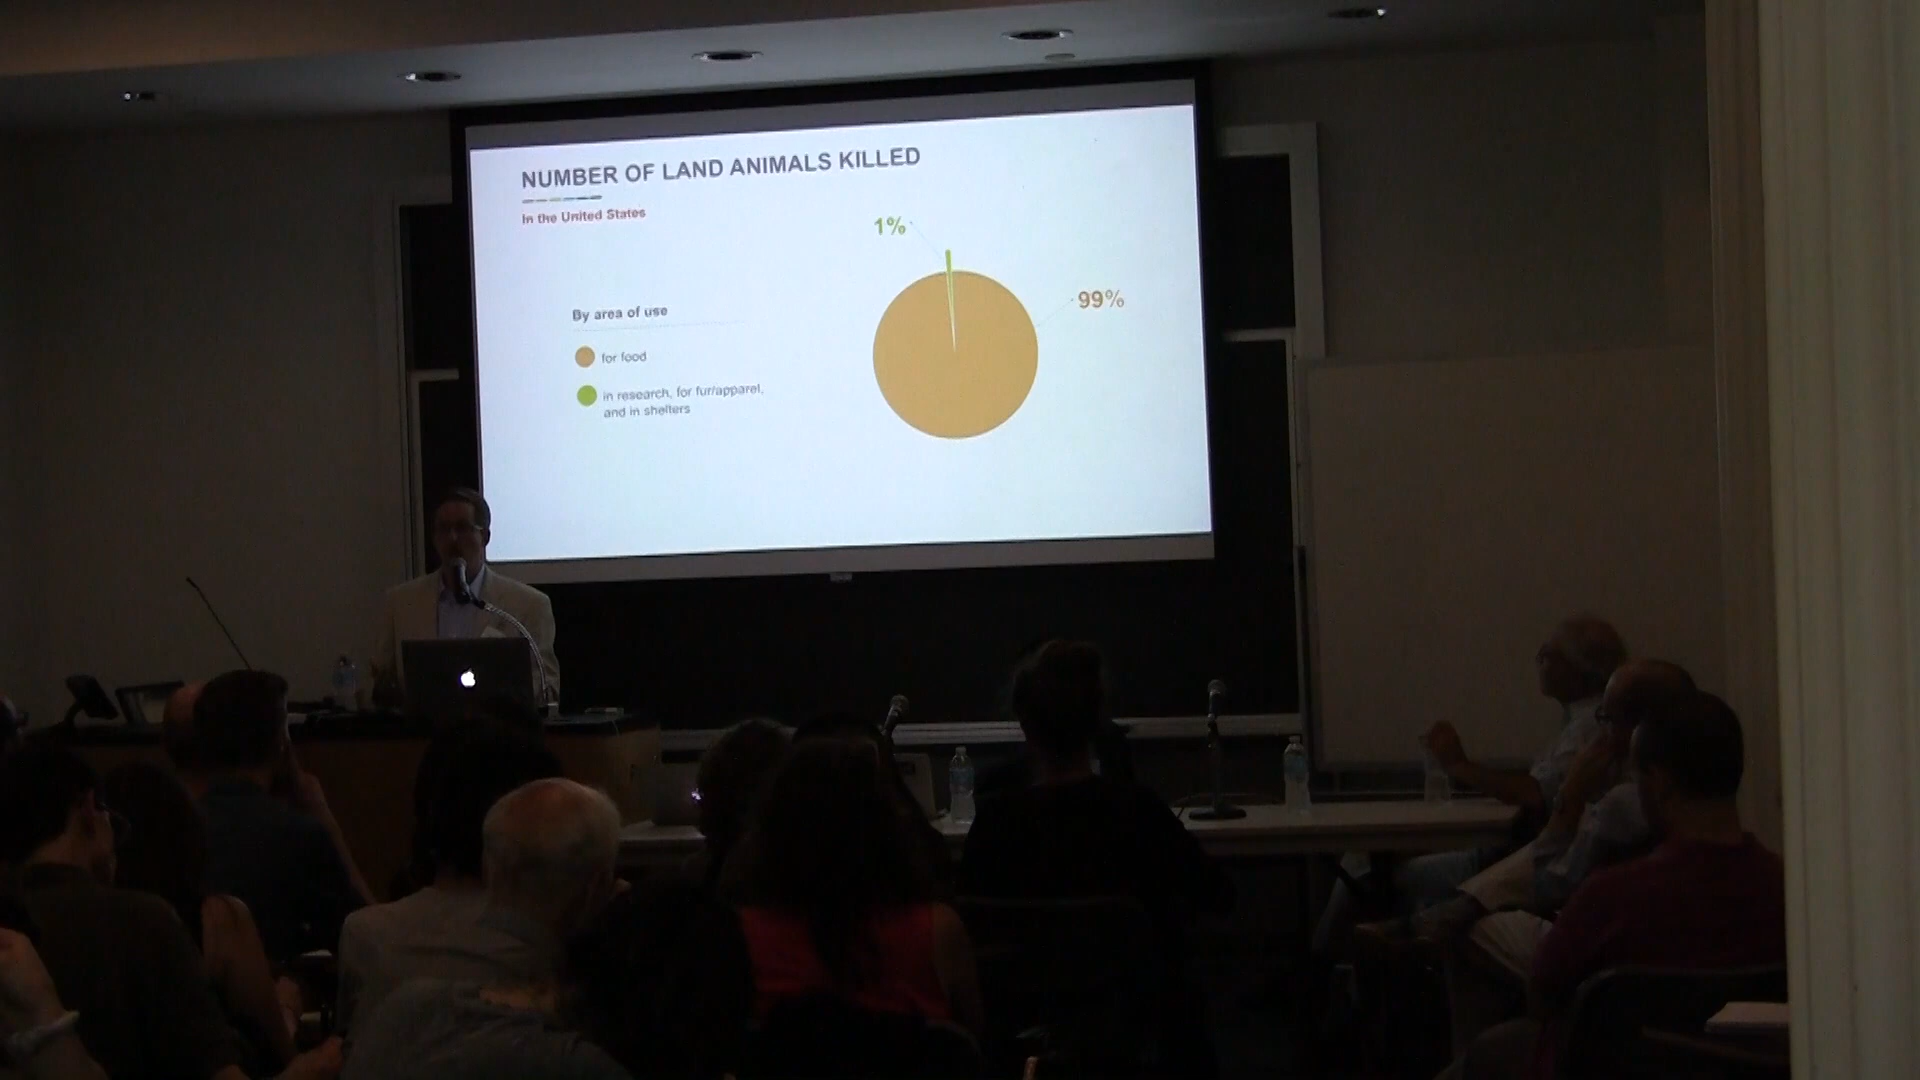 NUMBER OF LAND ANIMALS KILLED
In the United States
1%
99%
By area of use
for food
in research, for fur/apparel,
and in shelters